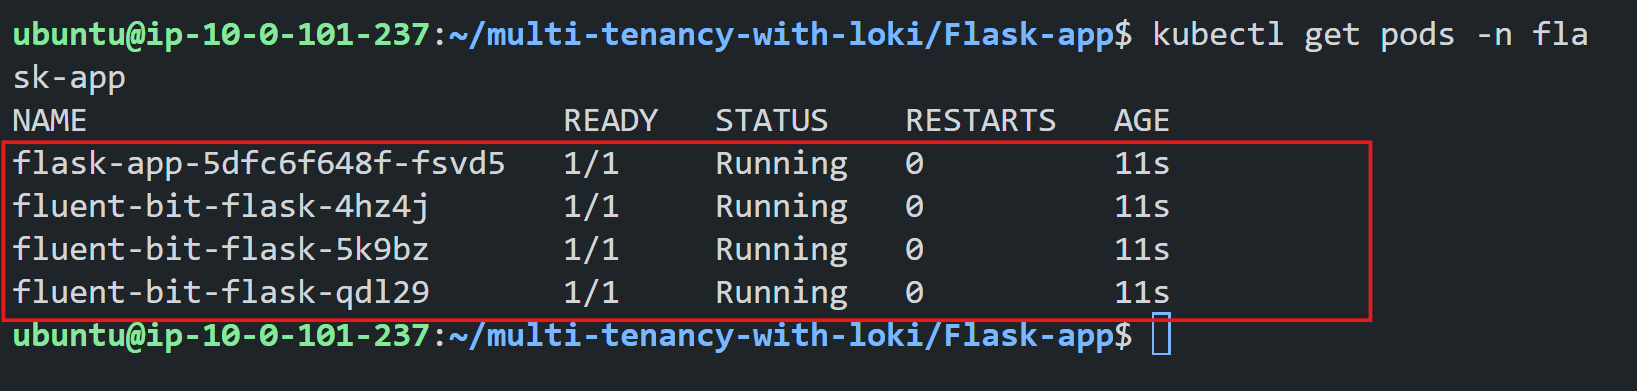 ubuntu@ip-10-0-101-237:~/multi-tenancy-with-loki/Flask-app$ kubectl get pods -n fla
sk-app
NAME                         READY   STATUS    RESTARTS   AGE
flask-app-5dfc6f648f-fsvd5   1/1     Running   0          11s
fluent-bit-flask-4hz4j       1/1     Running   0          11s
fluent-bit-flask-5k9bz       1/1     Running   0          11s
fluent-bit-flask-qdl29       1/1     Running   0          11s
ubuntu@ip-10-0-101-237:~/multi-tenancy-with-loki/Flask-app$